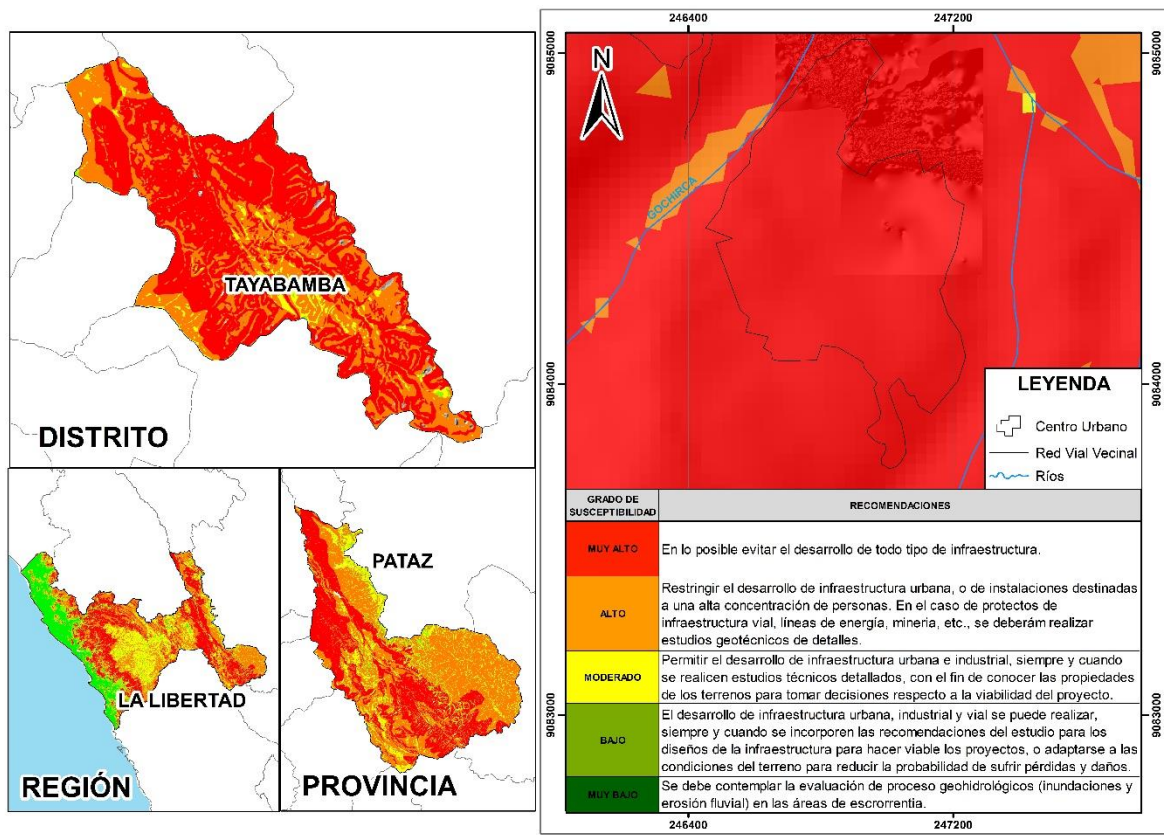 TAYABAMBA
DISTRITO
LA LIBERTAD
REGIÓN
PATAZ
PROVINCIA
246400
247200
9085000
9085000
N
GOCHIRCA
9084000
9084000
LEYENDA
Centro Urbano
Red Vial Vecinal
Ríos
GRADO DE
SUSCEPTIBILIDAD
RECOMENDACIONES
MUY ALTO
En lo posible evitar el desarrollo de todo tipo de infraestructura.
ALTO
Restringir el desarrollo de infraestructura urbana, o de instalaciones destinadas
a una alta concentración de personas. En el caso de protectos de
infraestructura vial, líneas de energía, mineria, etc., se deberám realizar
estudios geotécnicos de detalles.
MODERADO
Permitir el desarrollo de infraestructura urbana e industrial, siempre y cuando
se realicen estudios técnicos detallados, con el fin de conocer las propiedades
de los terrenos para tomar decisiones respecto a la viabilidad del proyecto.
9083000
9083000
BAJO
El desarrollo de infraestructura urbana, industrial y vial se puede realizar,
siempre y cuando se incorporen las recomendaciones del estudio para los
diseños de la infraestructura para hacer viable los proyectos, o adaptarse a las
condiciones del terreno para reducir la probabilidad de sufrir pérdidas y daños.
MUY BAJO
Se debe contemplar la evaluación de proceso geohidrológicos (inundaciones y
erosión fluvial) en las áreas de escrorrentia.
246400
247200